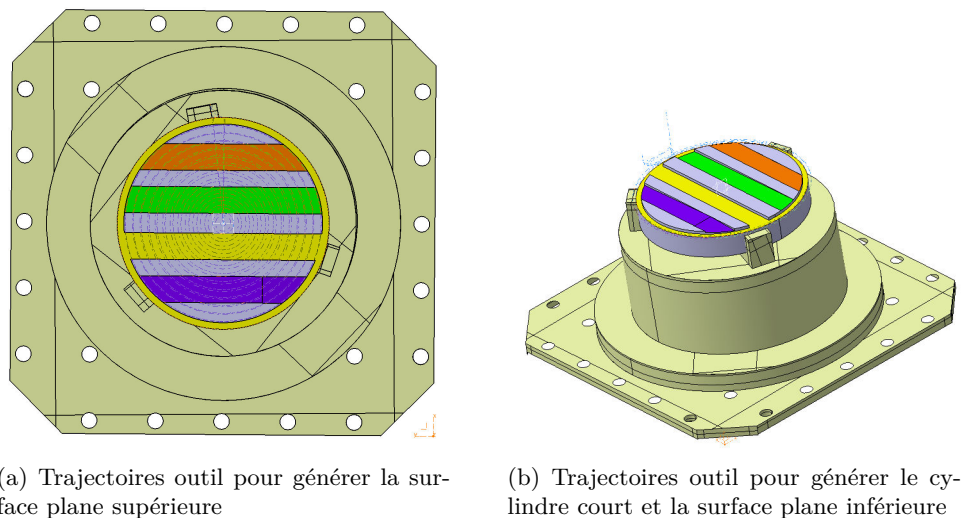 (a) Trajectoires outil pour générer la sur-
face plane supérieure
(b) Trajectoires outil pour générer le cy-
lindre court et la surface plane inférieure